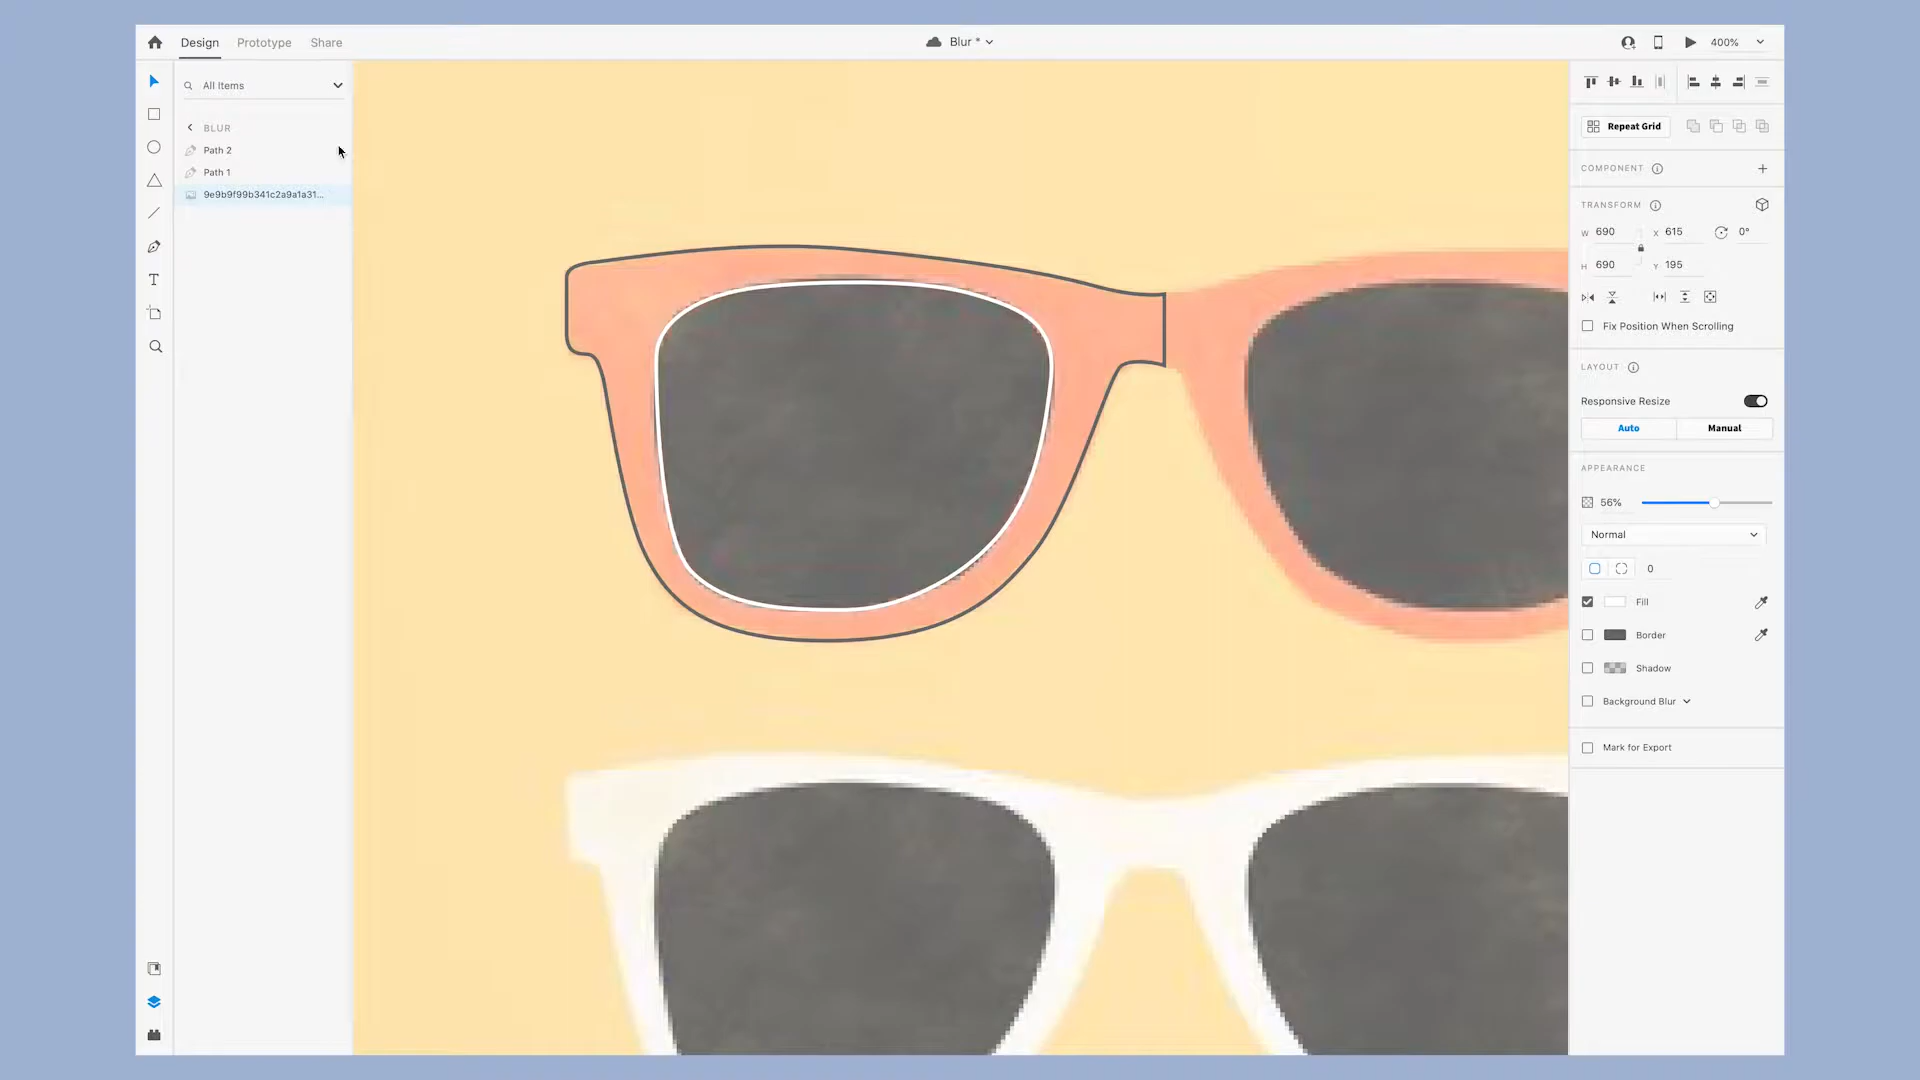 Design Prototype Share
Blur *
400%
All Items
BLUR
Path 2
Path 1
9e9b9f99b341c2a9a1a31...
T
Repeat Grid
COMPONENT
TRANSFORM
W 690 X 615 0°
H 690 Y 195
Fix Position When Scrolling
LAYOUT
Responsive Resize
Auto Manual
APPEARANCE
56%
Normal
0
Fill
Border
Shadow
Background Blur
Mark for Export